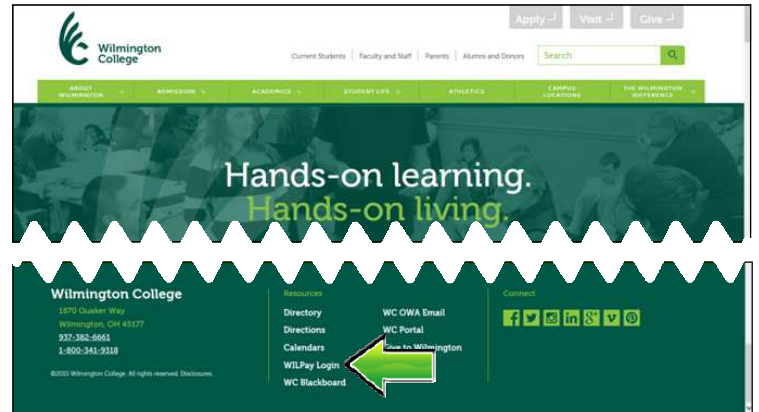 Apply
Visit
Give
Wilmington
College
Current Students | Faculty and Staff | Parents | Alumni and Donors
Search
ABOUT
WILMINGTON
ADMISSION
ACADEMICS
STUDENT LIFE
ATHLETICS
CAMPUS
LOCATIONS
THE WILMINGTON
DIFFERENCE
Hands-on learning.
Hands-on living.
Wilmington College
1870 Quaker Way
Wilmington, OH 45177
937-382-6661
1-800-341-9318
©2015 Wilmington College. All rights reserved. Disclosures.
Resources
Directory
Directions
Calendars
WILPay Login
WC Blackboard
WC OWA Email
WC Portal
Give to Wilmington
Connect